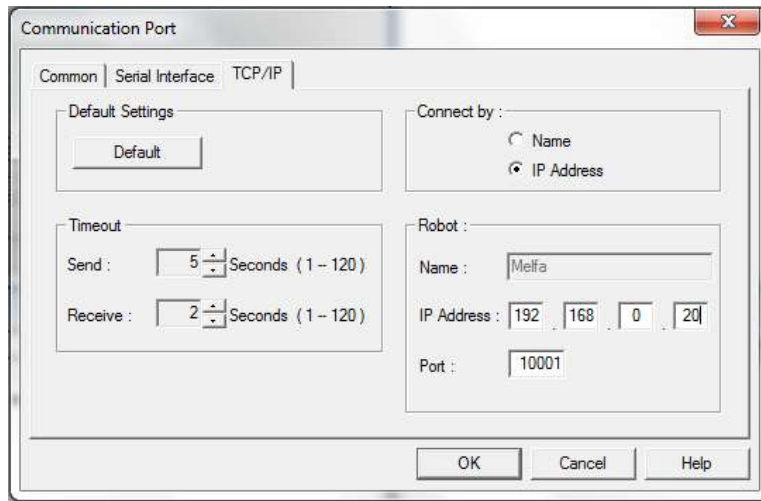 Communication Port
Common Serial Interface TCP/IP
Default Settings
Default
Connect by :
Name
IP Address
Timeout
Send : 5 Seconds ( 1 – 120 )
Receive : 2 Seconds ( 1 – 120 )
Robot :
Name : Melfa
IP Address : 192 . 168 . 0 . 20
Port : 10001
OK Cancel Help